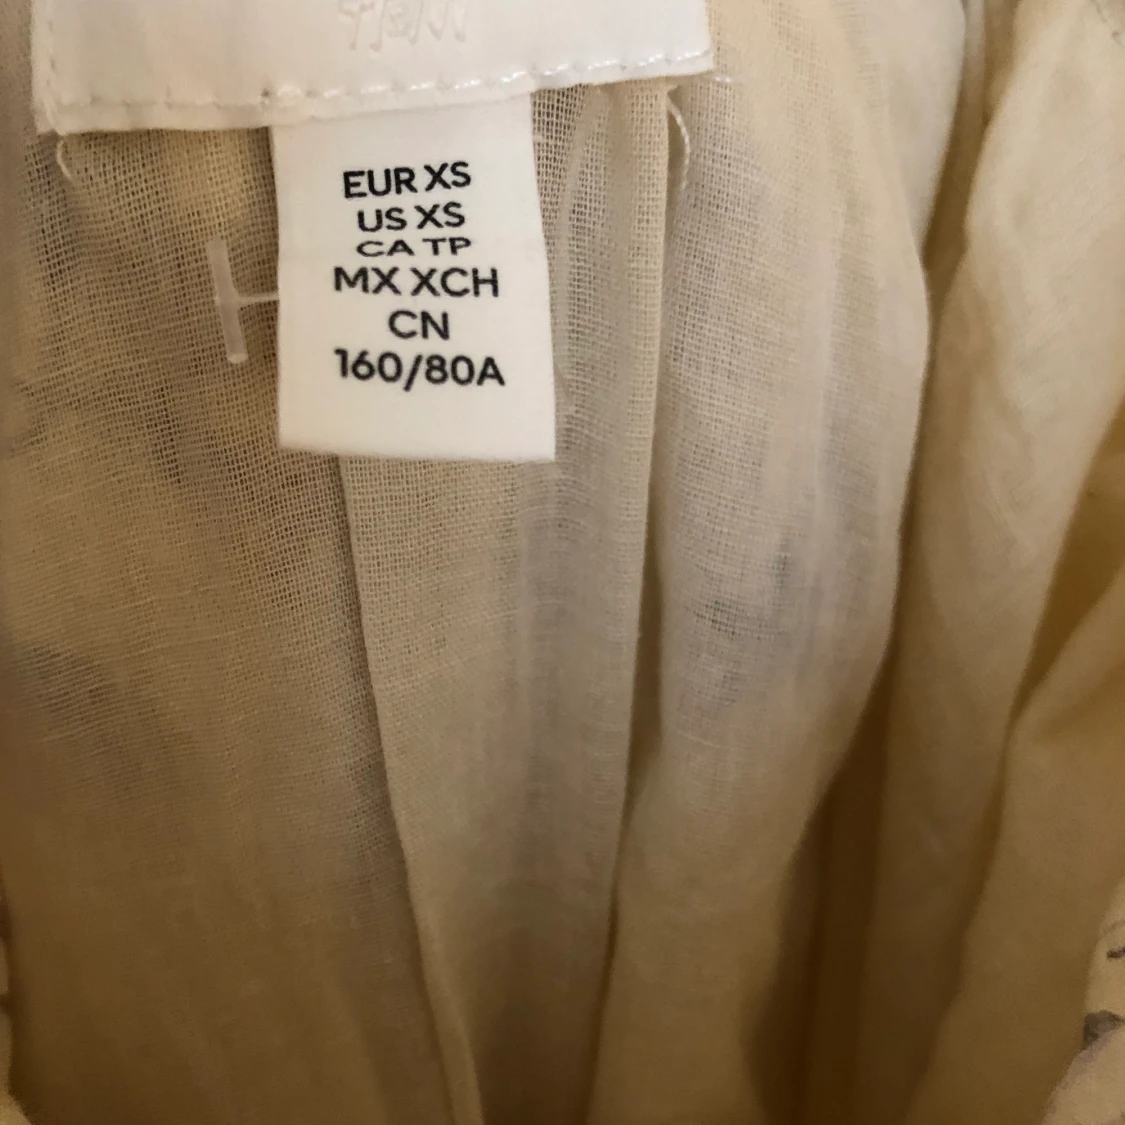 H&M
EUR XS
US XS
CA TP
MX XCH
CN
160/80A